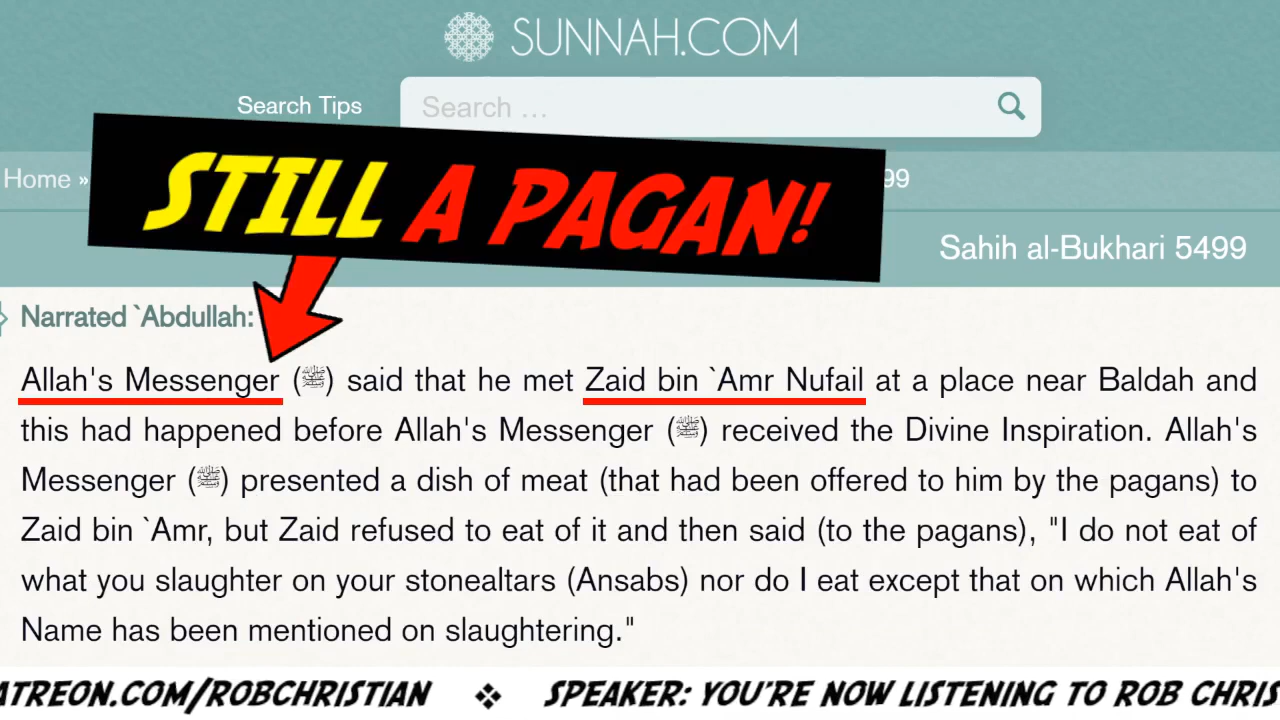 SUNNAH.COM
Search Tips
Search ...
STILL A PAGAN!
Home » 99
Sahih al-Bukhari 5499
Narrated `Abdullah:
Allah's Messenger (ﷺ) said that he met Zaid bin `Amr Nufail at a place near Baldah and
this had happened before Allah's Messenger (ﷺ) received the Divine Inspiration. Allah's
Messenger (ﷺ) presented a dish of meat (that had been offered to him by the pagans) to
Zaid bin `Amr, but Zaid refused to eat of it and then said (to the pagans), "I do not eat of
what you slaughter on your stonealtars (Ansabs) nor do I eat except that on which Allah's
Name has been mentioned on slaughtering."
ATREON.COM/ROBCHRISTIAN ❖ SPEAKER: YOU'RE NOW LISTENING TO ROB CHRIS